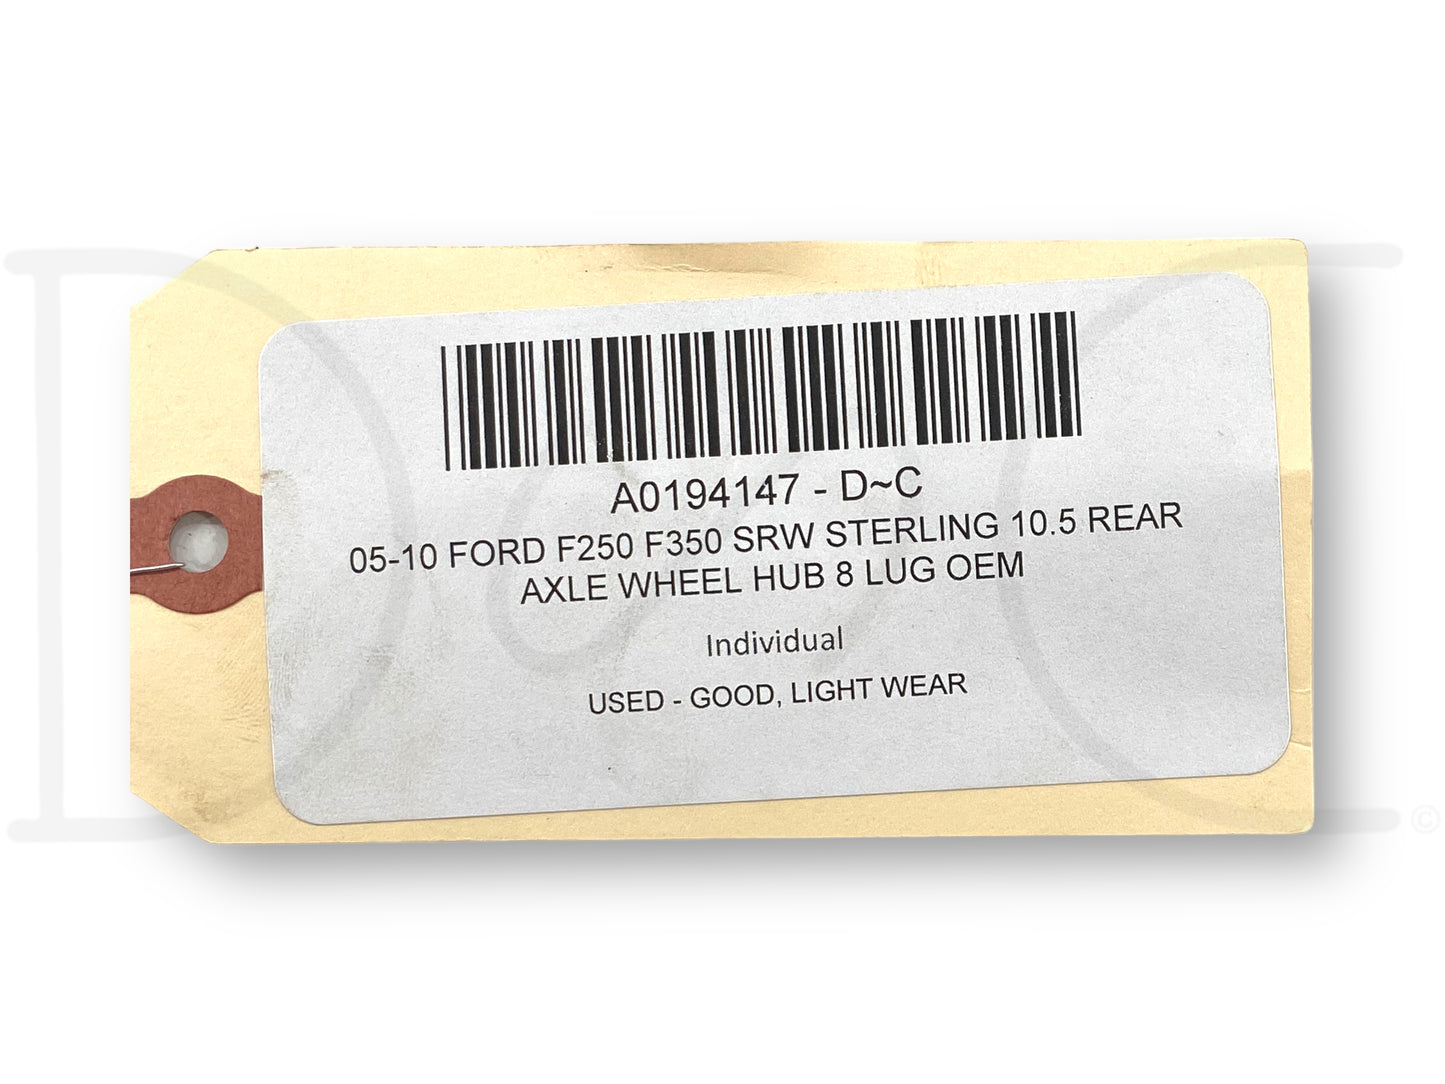 A0194147 - D~C
05-10 FORD F250 F350 SRW STERLING 10.5 REAR
AXLE WHEEL HUB 8 LUG OEM
Individual
USED - GOOD, LIGHT WEAR
D~C
©